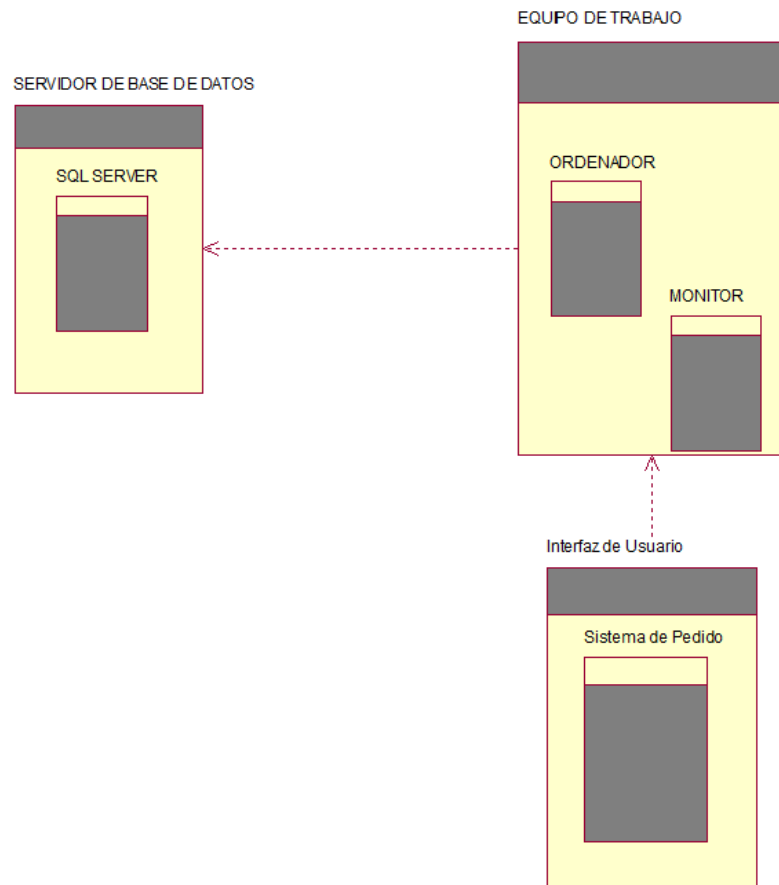 EQUIPO DE TRABAJO
SERVIDOR DE BASE DE DATOS
ORDENADOR
SQL SERVER
MONITOR
Interfaz de Usuario
Sistema de Pedido